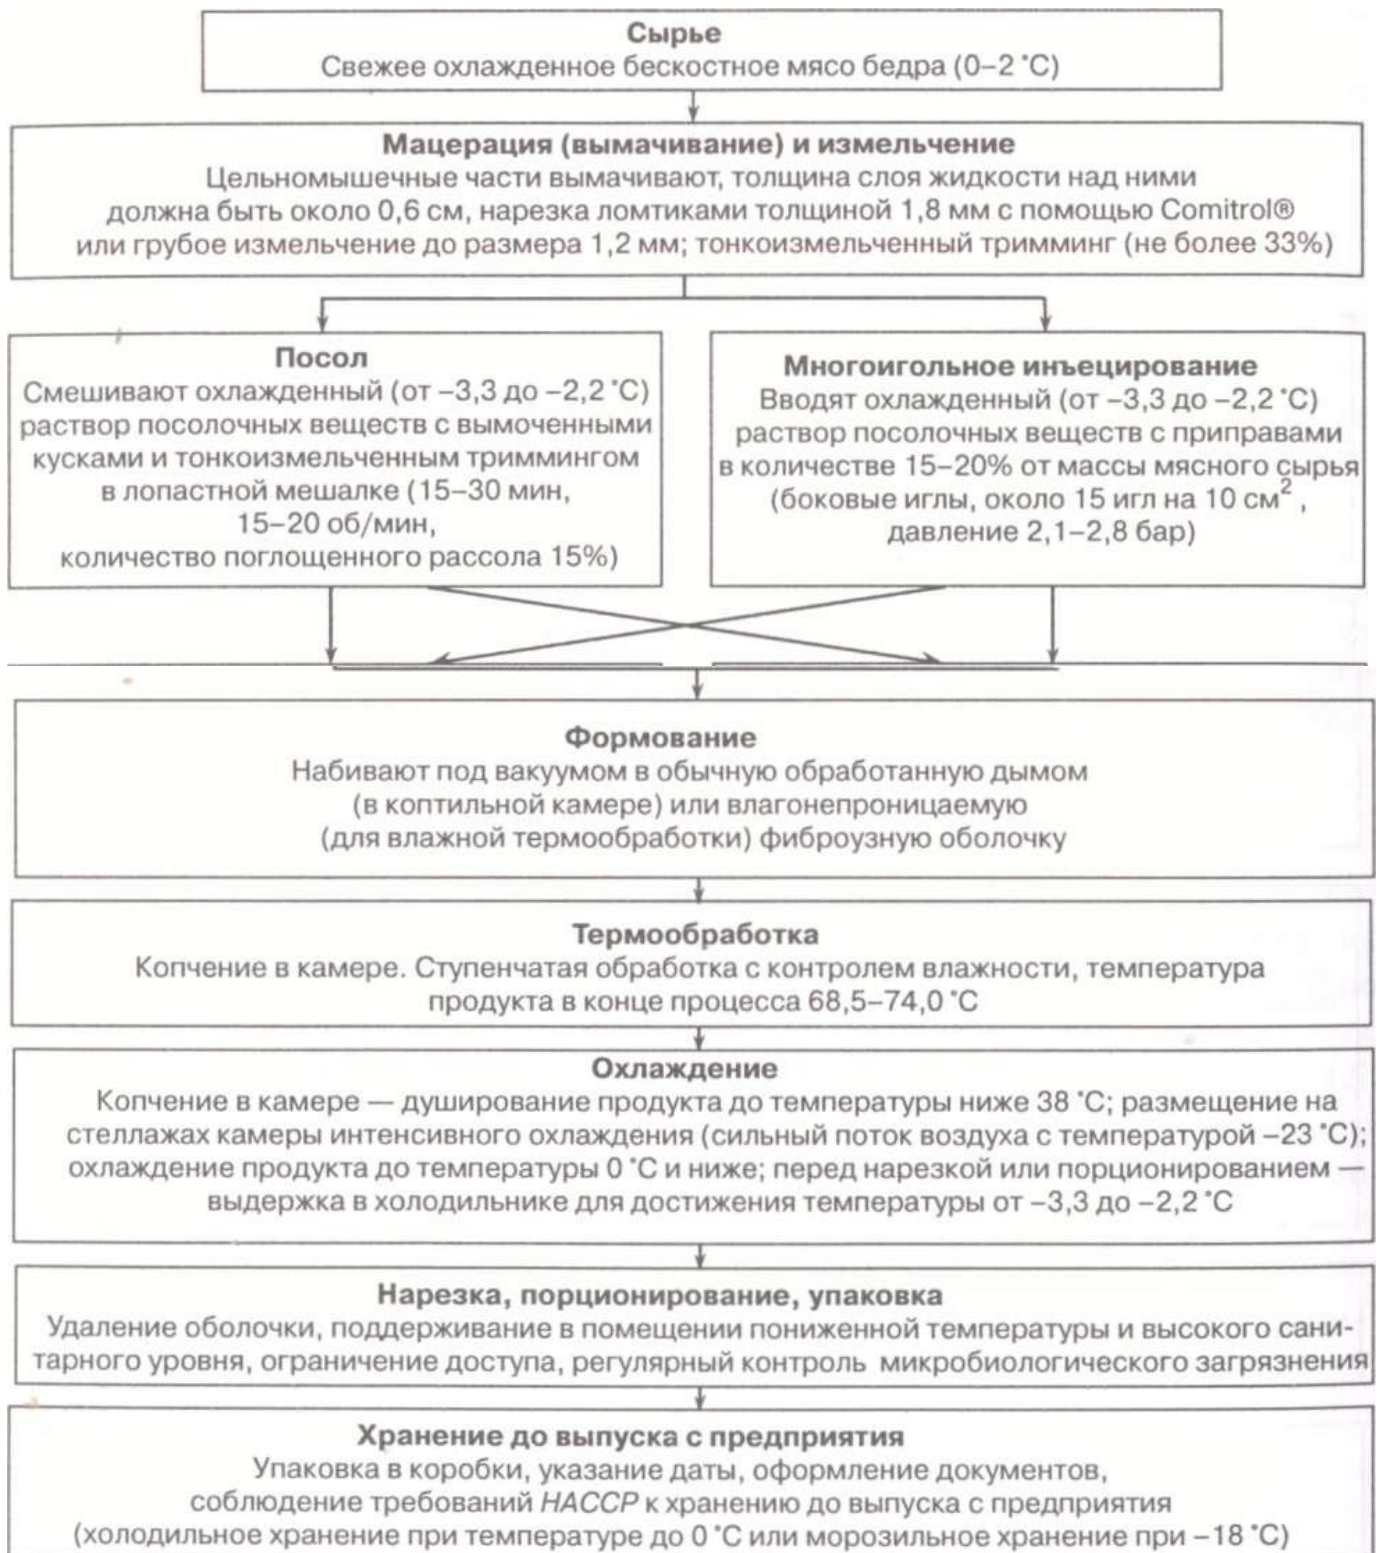 Сырье
Свежее охлажденное бескостное мясо бедра (0–2 °C)
Мацерация (вымачивание) и измельчение
Цельномышечные части вымачивают, толщина слоя жидкости над ними
должна быть около 0,6 см, нарезка ломтиками толщиной 1,8 мм с помощью Comitrol®
или грубое измельчение до размера 1,2 мм; тонкоизмельченный тримминг (не более 33%)
Посол
Смешивают охлажденный (от –3,3 до –2,2 °C)
раствор посолочных веществ с вымоченными
кусками и тонкоизмельченным триммингом
в лопастной мешалке (15–30 мин,
15–20 об/мин,
количество поглощенного рассола 15%)
Многоигольное инъецирование
Вводят охлажденный (от –3,3 до –2,2 °C)
раствор посолочных веществ с приправами
в количестве 15–20% от массы мясного сырья
(боковые иглы, около 15 игл на 10 см²,
давление 2,1–2,8 бар)
Формование
Набивают под вакуумом в обычную обработанную дымом
(в коптильной камере) или влагонепроницаемую
(для влажной термообработки) фиброузную оболочку
Термообработка
Копчение в камере. Ступенчатая обработка с контролем влажности, температура
продукта в конце процесса 68,5–74,0 °C
Охлаждение
Копчение в камере — душирование продукта до температуры ниже 38 °C; размещение на
стеллажах камеры интенсивного охлаждения (сильный поток воздуха с температурой –23 °C);
охлаждение продукта до температуры 0 °C и ниже; перед нарезкой или порционированием —
выдержка в холодильнике для достижения температуры от –3,3 до –2,2 °C
Нарезка, порционирование, упаковка
Удаление оболочки, поддерживание в помещении пониженной температуры и высокого сани-
тарного уровня, ограничение доступа, регулярный контроль микробиологического загрязнения
Хранение до выпуска с предприятия
Упаковка в коробки, указание даты, оформление документов,
соблюдение требований HACCP к хранению до выпуска с предприятия
(холодильное хранение при температуре до 0 °C или морозильное хранение при –18 °C)